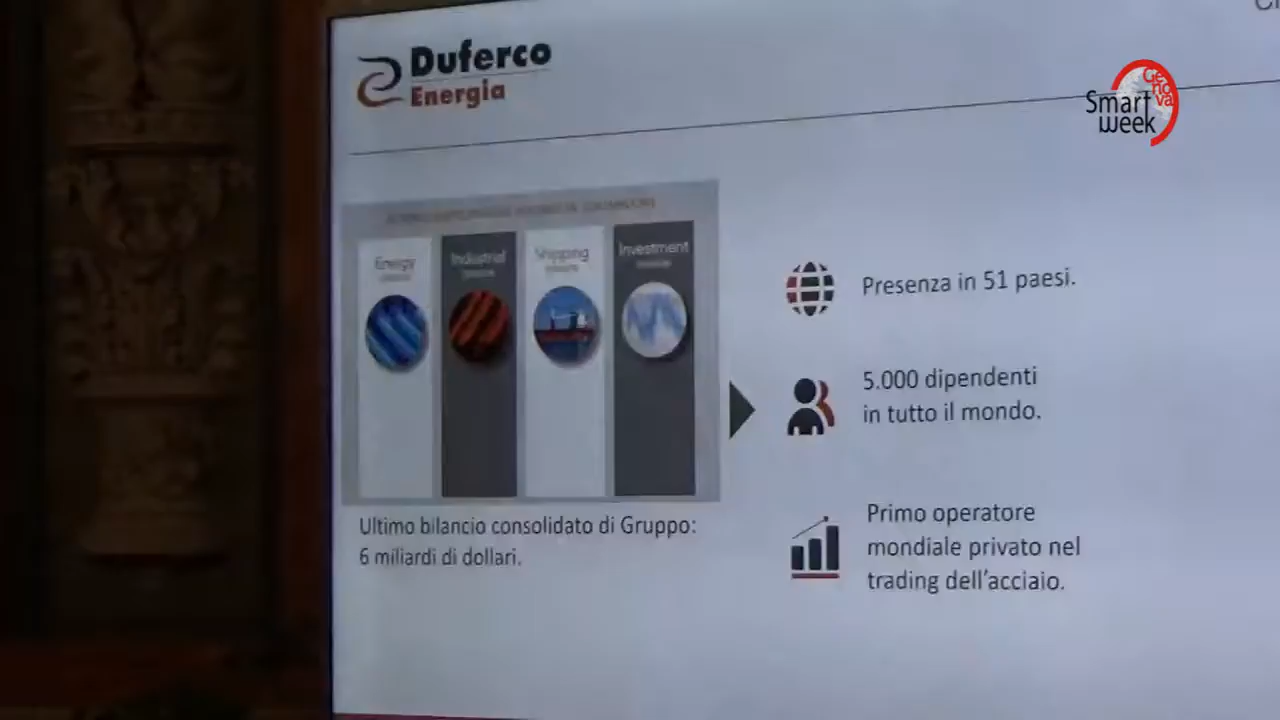 Duferco
Energia
Smart
week
Genova
Energy
Industrial
Shipping
Investment
Presenza in 51 paesi.
5.000 dipendenti
in tutto il mondo.
Ultimo bilancio consolidato di Gruppo:
6 miliardi di dollari.
Primo operatore
mondiale privato nel
trading dell'acciaio.